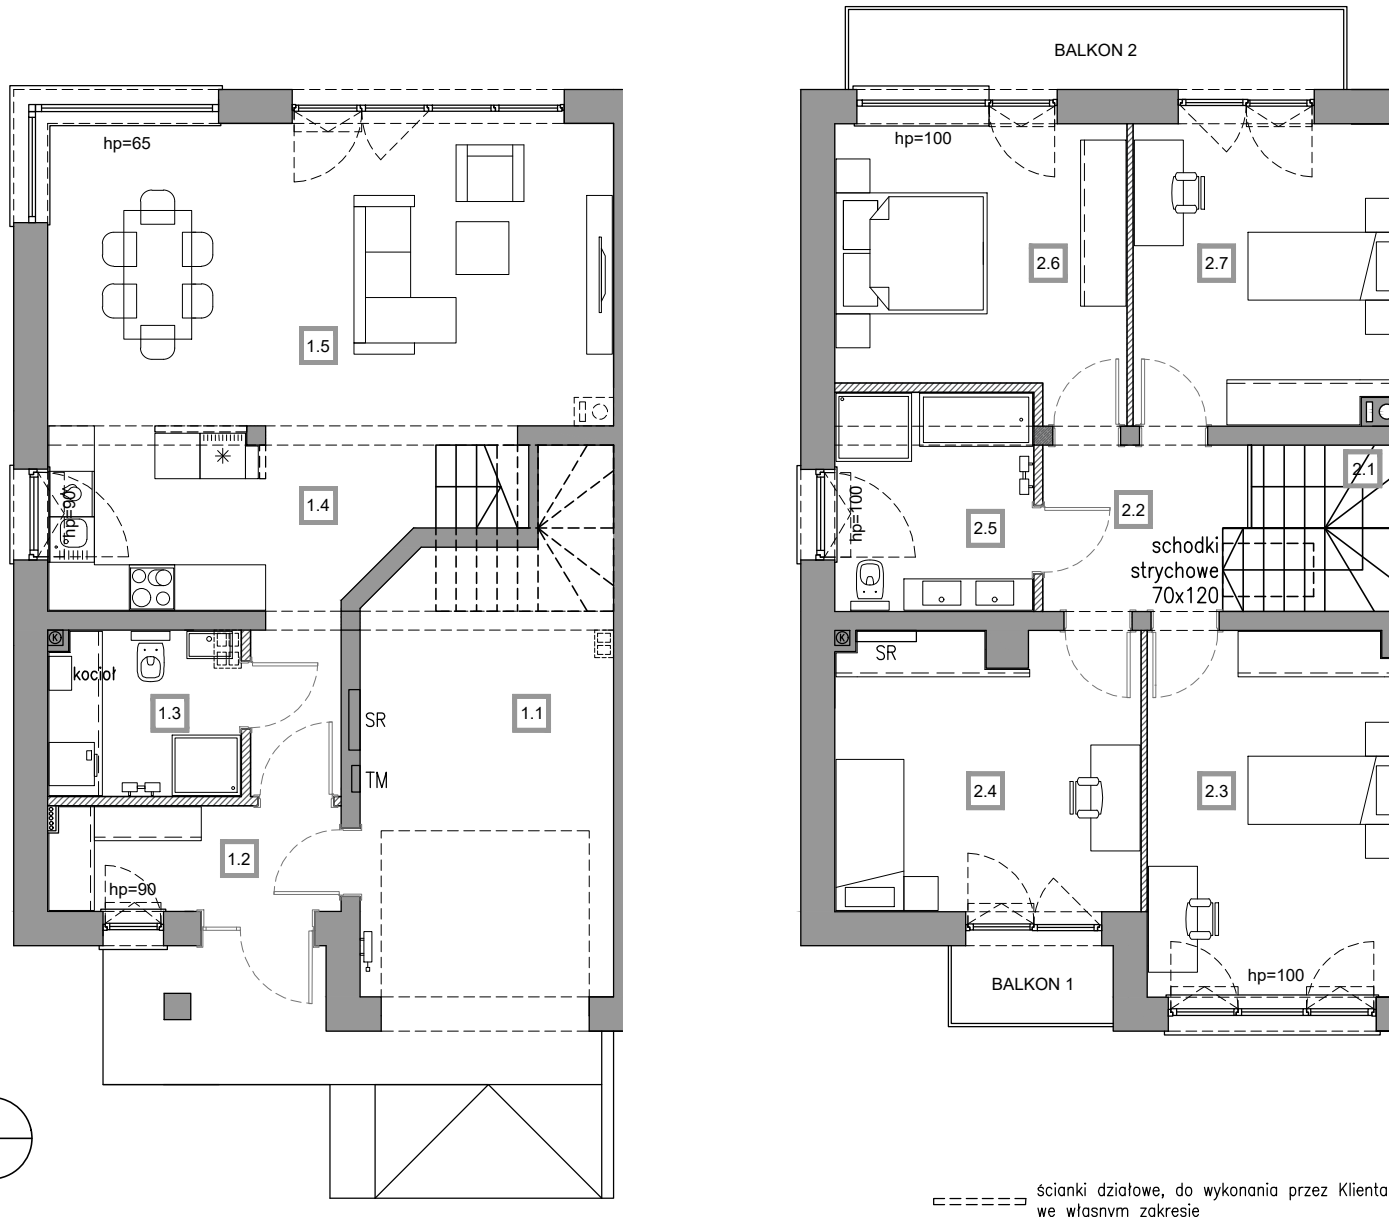 hp=65
1.5
1.4
hp=90
K
kocioł
1.3
SR
TM
1.1
1.2
hp=90
BALKON 2
hp=100
2.6
2.7
2.1
2.2
hp=100
2.5
schodki
strychowe
70x120
K
SR
2.4
2.3
hp=100
BALKON 1
ścianki działowe, do wykonania przez Klienta
we własnym zakresie